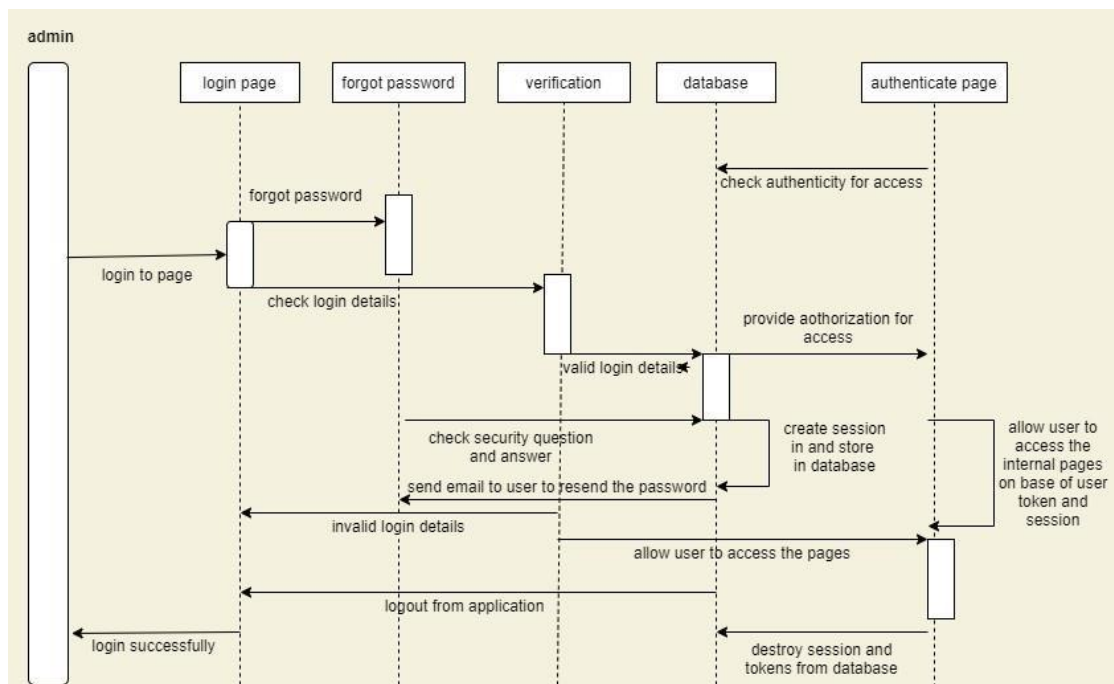 admin
login page
forgot password
verification
database
authenticate page
check authenticity for access
forgot password
login to page
check login details
provide aothorization for
access
valid login details
check security question
and answer
create session
in and store
in database
allow user to
access the
internal pages
on base of user
token and
session
send email to user to resend the password
invalid login details
allow user to access the pages
logout from application
login successfully
destroy session and
tokens from database